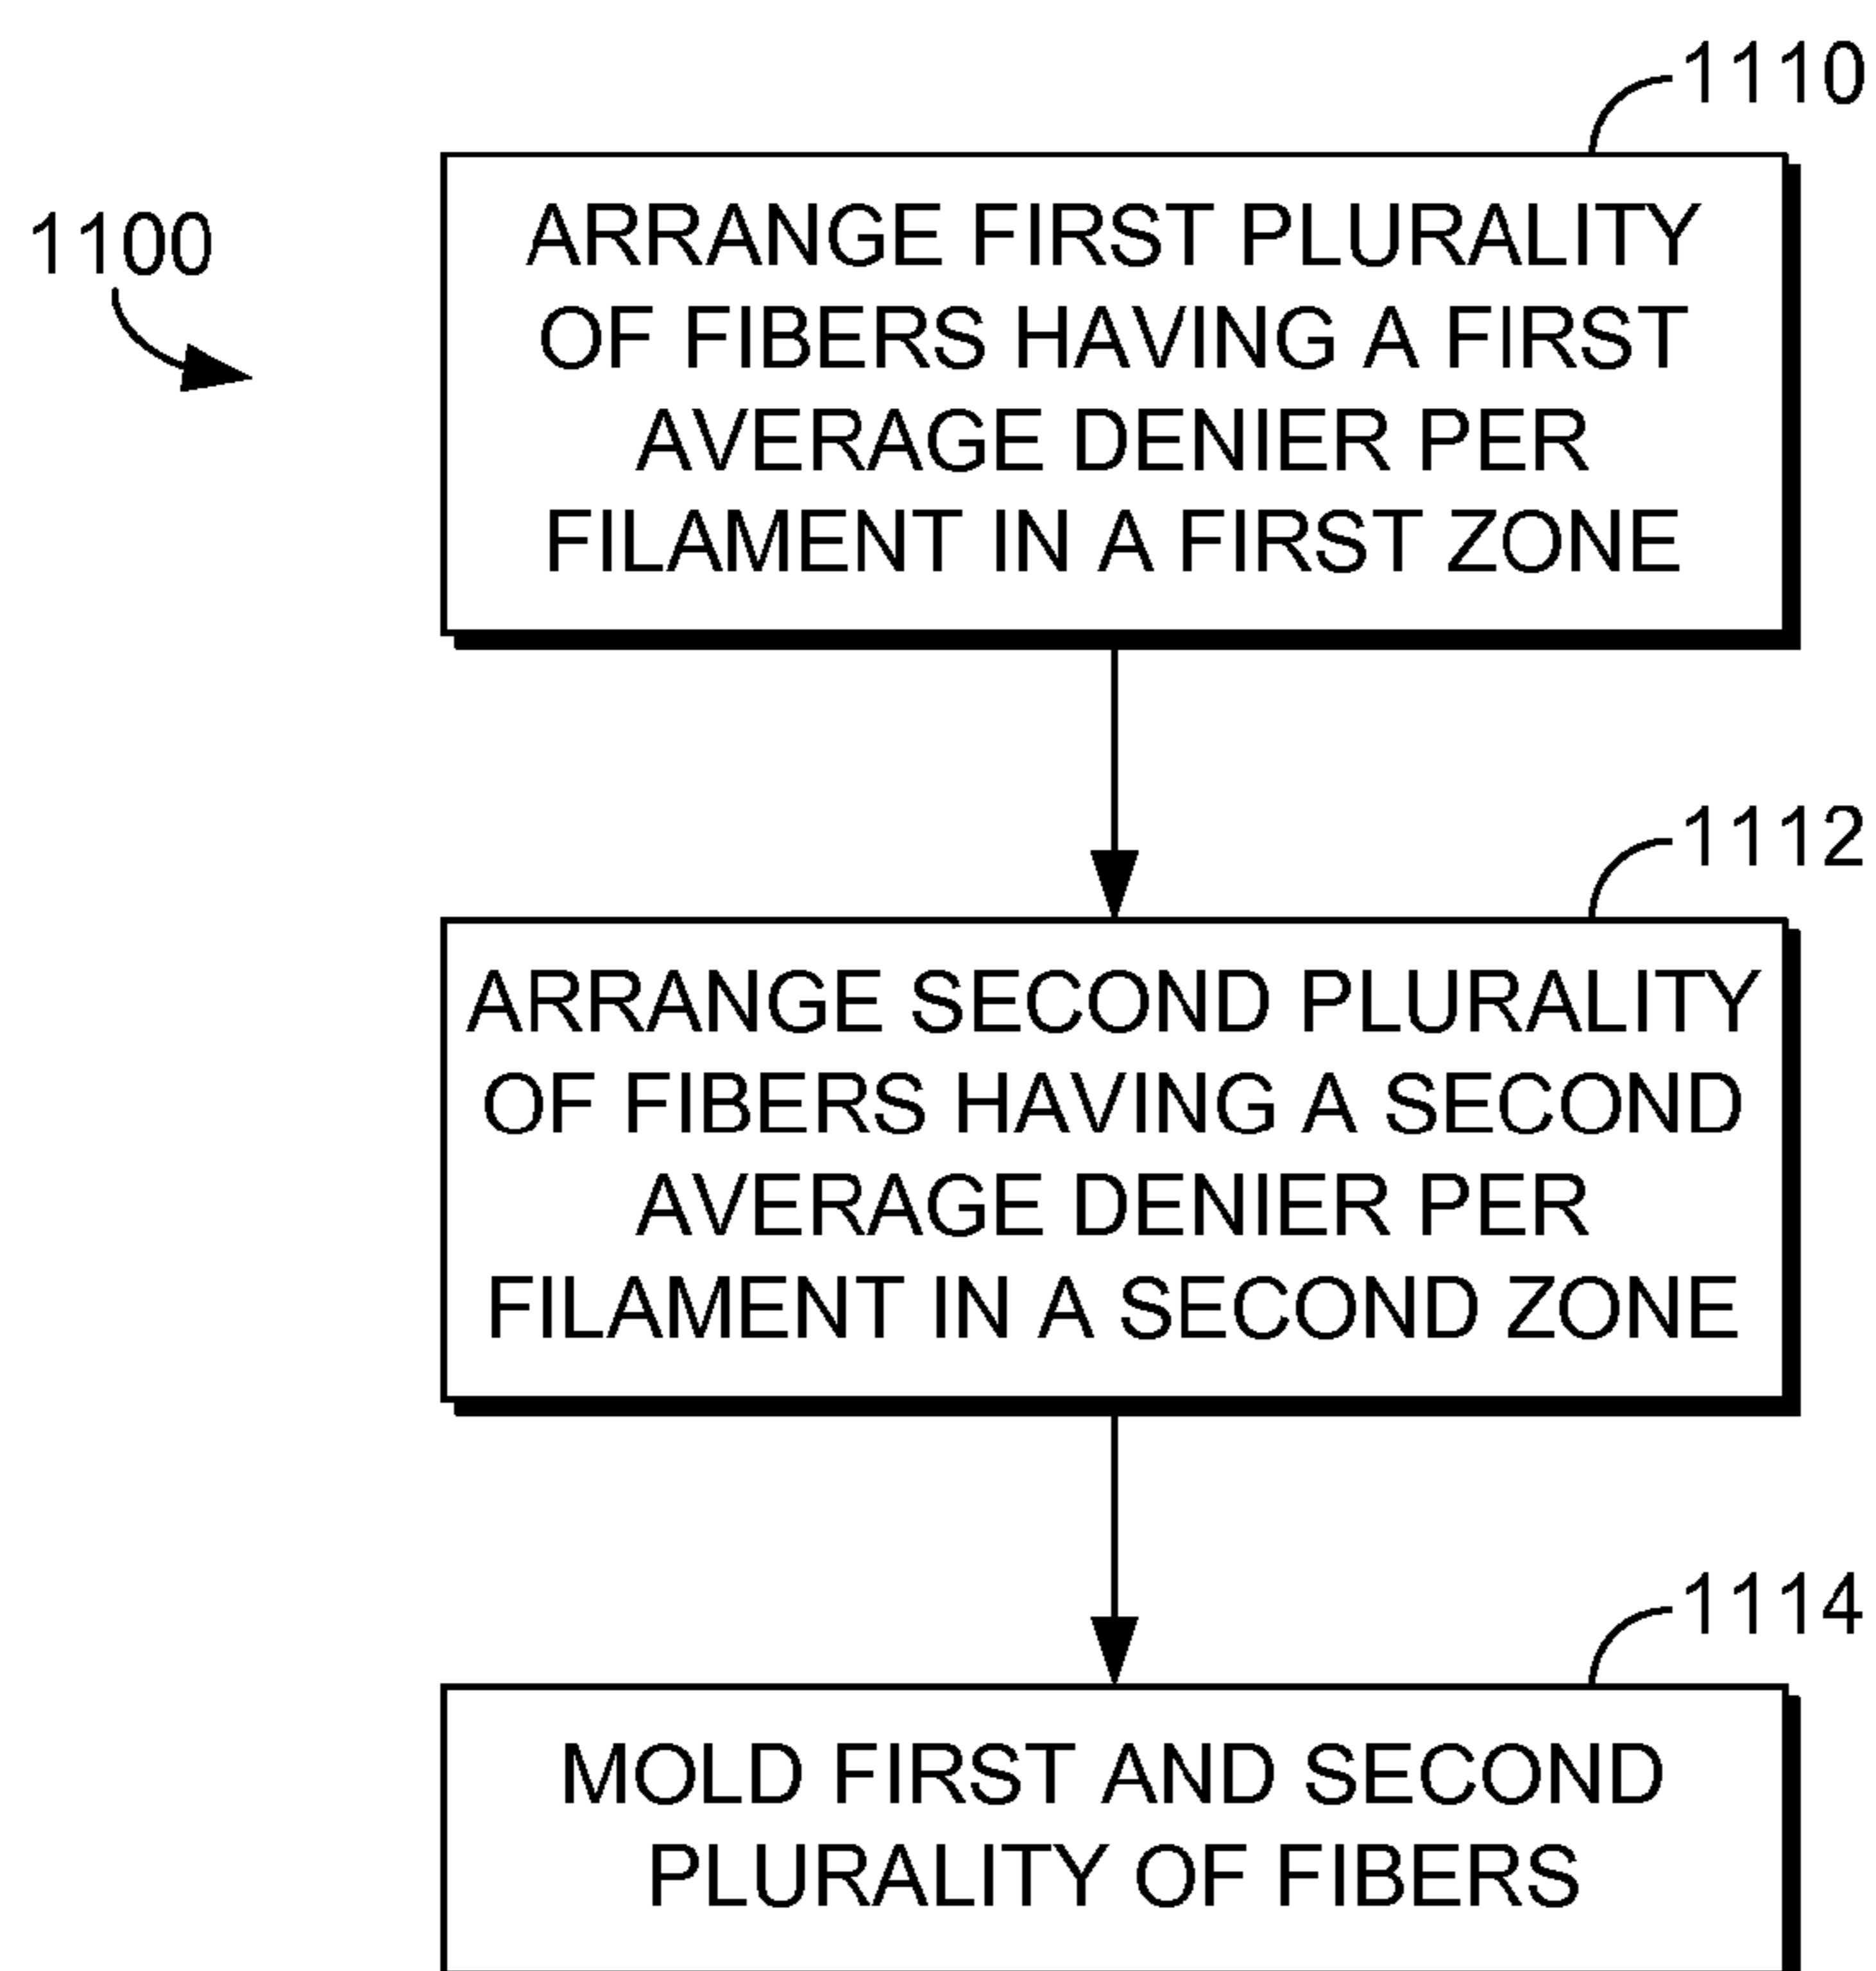 1110
1100
ARRANGE FIRST PLURALITY
OF FIBERS HAVING A FIRST
AVERAGE DENIER PER
FILAMENT IN A FIRST ZONE
1112
ARRANGE SECOND PLURALITY
OF FIBERS HAVING A SECOND
AVERAGE DENIER PER
FILAMENT IN A SECOND ZONE
1114
MOLD FIRST AND SECOND
PLURALITY OF FIBERS